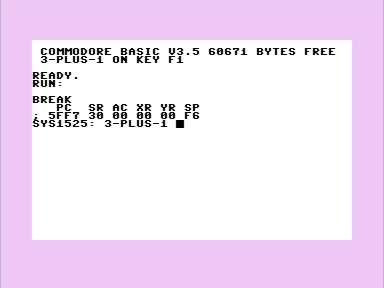 COMMODORE BASIC V3.5 60671 BYTES FREE
3-PLUS-1 ON KEY F1
READY.
RUN:
BREAK
PC SR AC XR YR SP
; 5FF7 30 00 00 00 F6
SYS1525: 3-PLUS-1